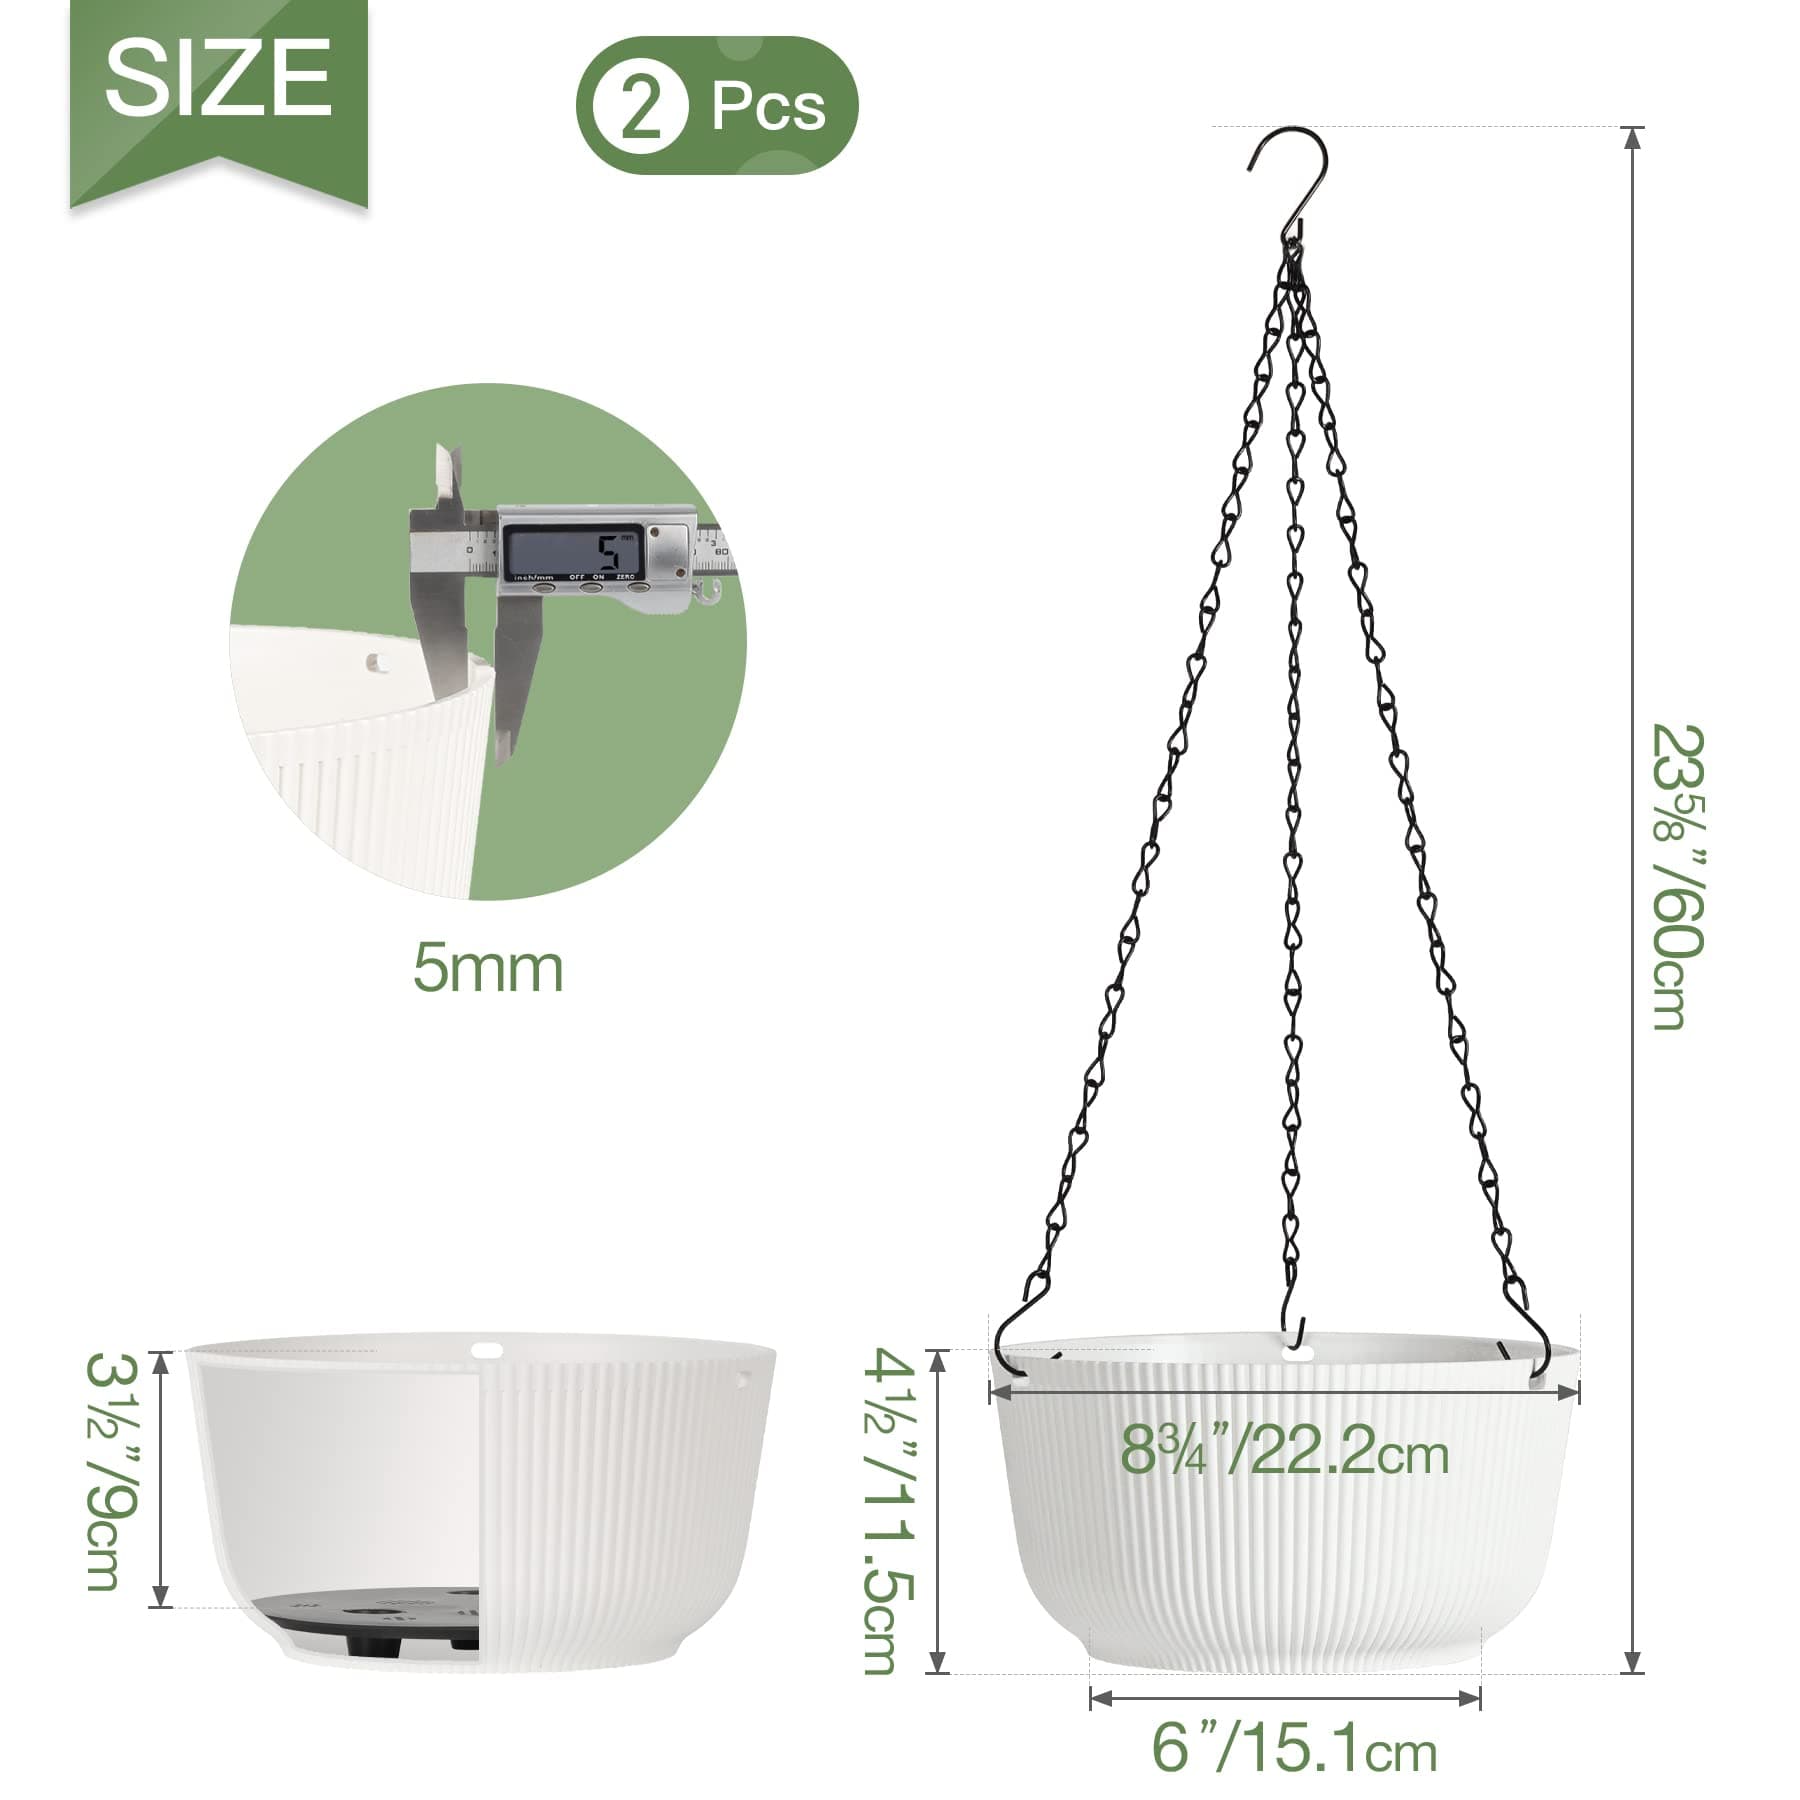 SIZE
2 Pcs
5 mm
inch/mm OFF ON ZERO
5mm
23⅝"/60cm
3½"/9cm
4½"/11.5cm
8¾"/22.2cm
6"/15.1cm